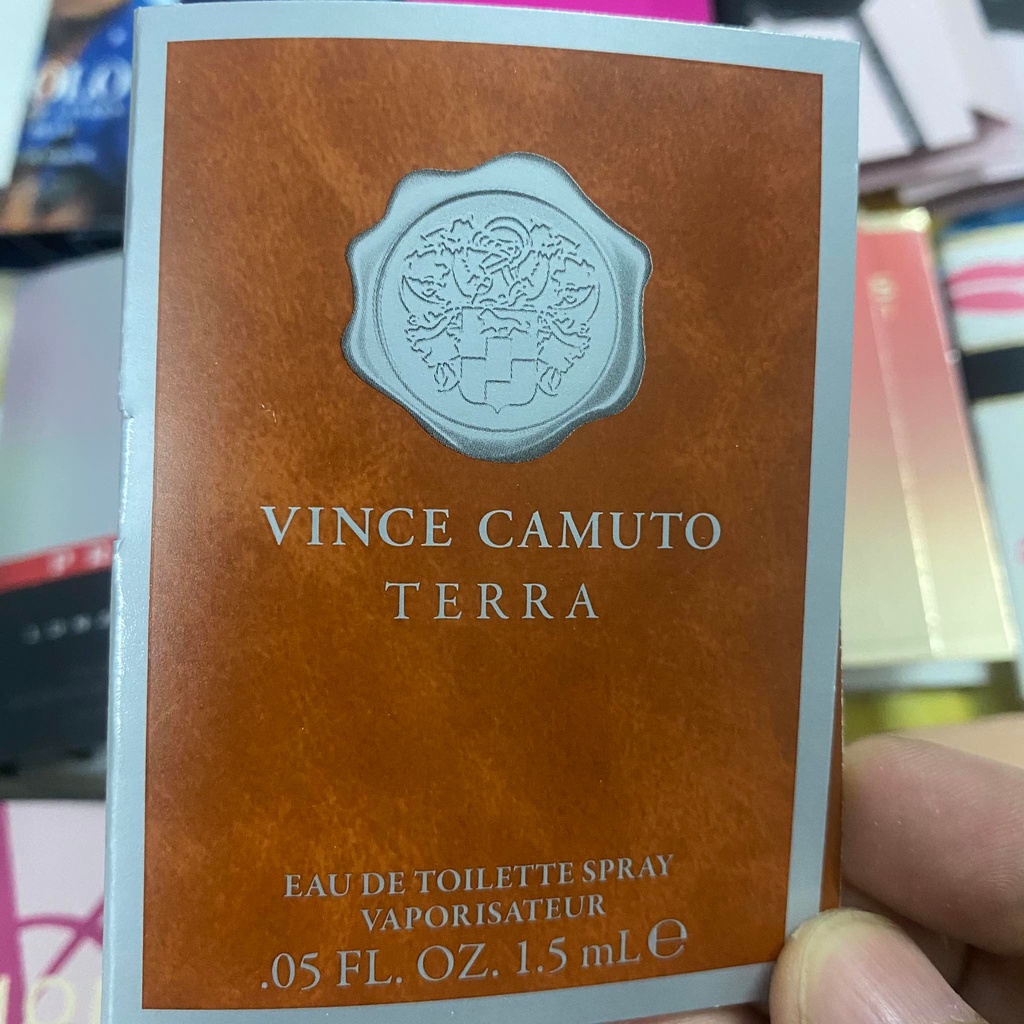 VINCE CAMUTO
TERRA
EAU DE TOILETTE SPRAY
VAPORISATEUR
.05 FL. OZ. 1.5 mL ℮